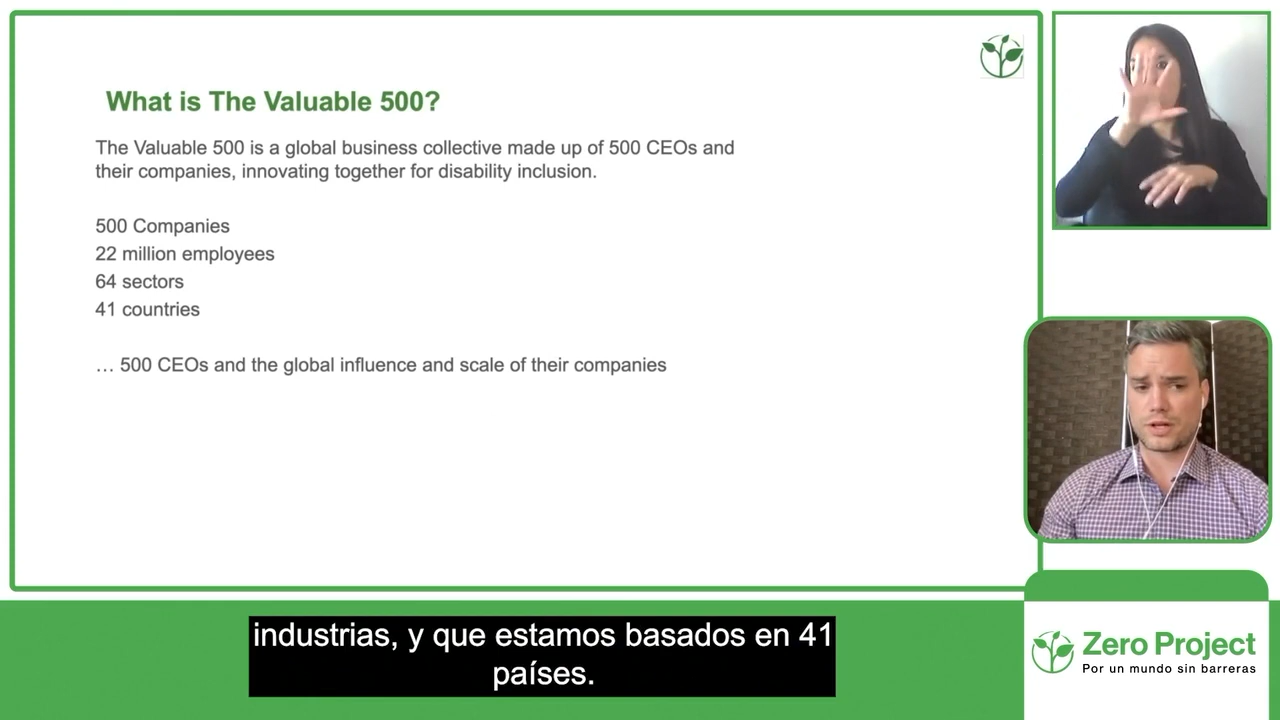 What is The Valuable 500?
The Valuable 500 is a global business collective made up of 500 CEOs and
their companies, innovating together for disability inclusion.
500 Companies
22 million employees
64 sectors
41 countries
… 500 CEOs and the global influence and scale of their companies
industrias, y que estamos basados en 41
países.
Zero Project
Por un mundo sin barreras